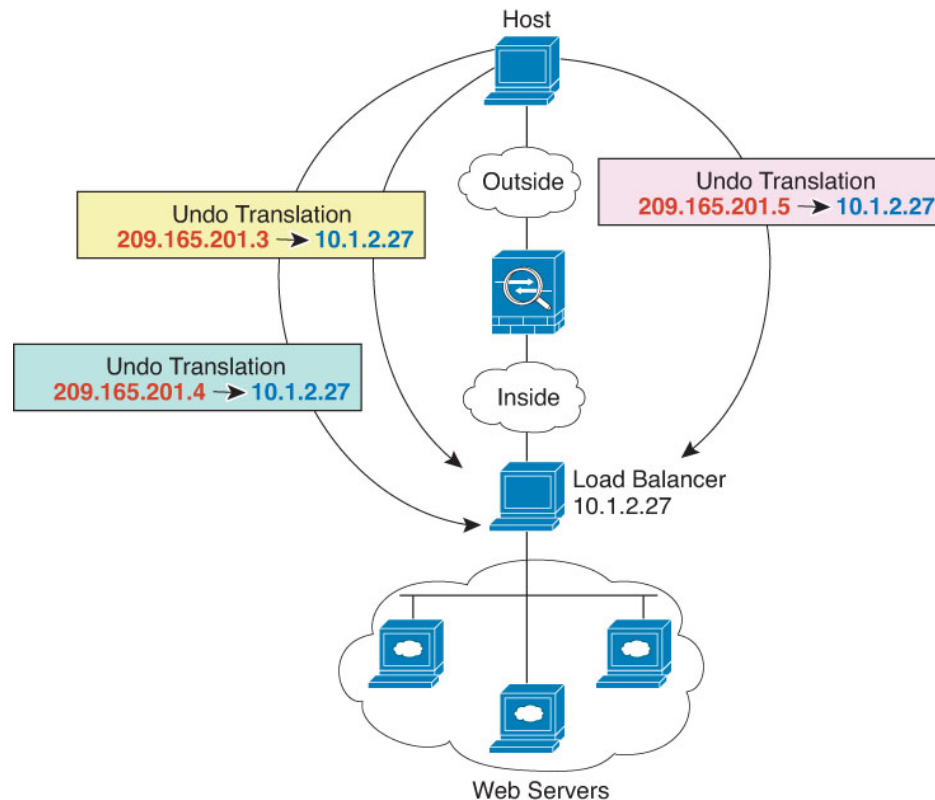 Host
Outside
Undo Translation
209.165.201.3 → 10.1.2.27
Undo Translation
209.165.201.5 → 10.1.2.27
Undo Translation
209.165.201.4 → 10.1.2.27
Inside
Load Balancer
10.1.2.27
Web Servers